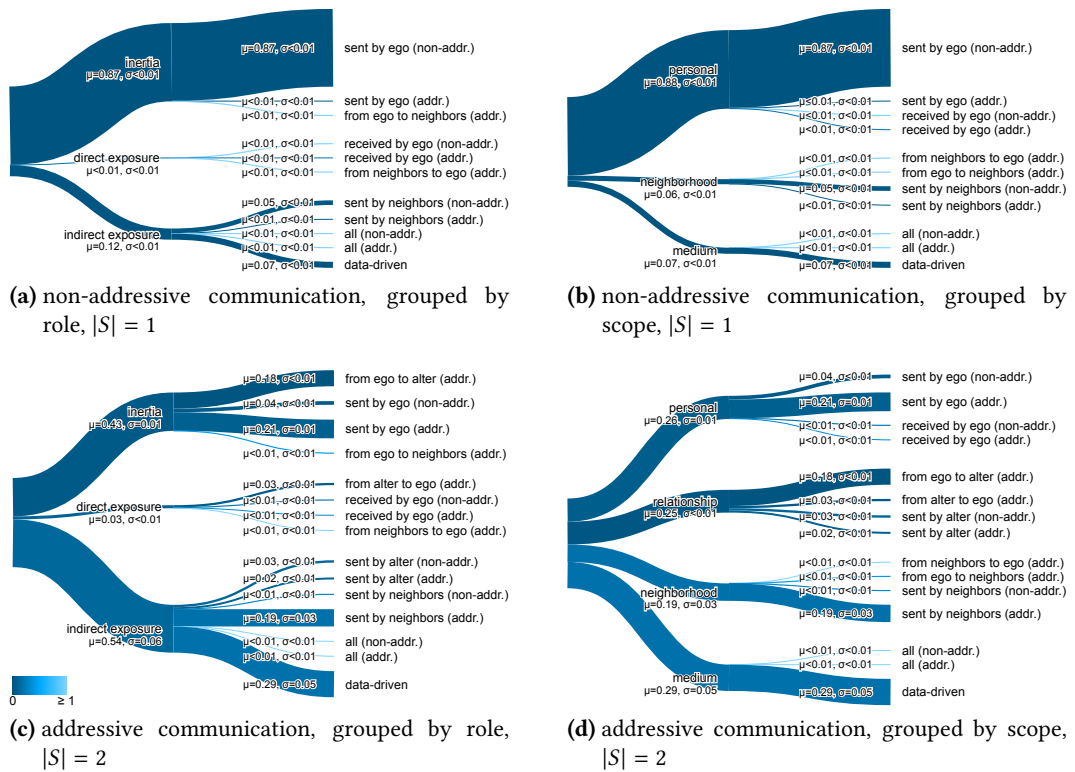 inertia
μ=0.87, σ<0.01
μ=0.87, σ<0.01
sent by ego (non-addr.)
μ<0.01, σ<0.01
sent by ego (addr.)
μ<0.01, σ<0.01
from ego to neighbors (addr.)
direct exposure
μ<0.01, σ<0.01
μ<0.01, σ<0.01
received by ego (non-addr.)
μ<0.01, σ<0.01
received by ego (addr.)
μ<0.01, σ<0.01
from neighbors to ego (addr.)
indirect exposure
μ=0.12, σ<0.01
μ=0.05, σ<0.01
sent by neighbors (non-addr.)
μ<0.01, σ<0.01
sent by neighbors (addr.)
μ<0.01, σ<0.01
all (non-addr.)
μ<0.01, σ<0.01
all (addr.)
μ=0.07, σ<0.01
data-driven
(a) non-addressive communication, grouped by
role, |S| = 1
personal
μ=0.88, σ<0.01
μ=0.87, σ<0.01
sent by ego (non-addr.)
μ<0.01, σ<0.01
sent by ego (addr.)
μ<0.01, σ<0.01
received by ego (non-addr.)
μ<0.01, σ<0.01
received by ego (addr.)
neighborhood
μ=0.06, σ<0.01
μ<0.01, σ<0.01
from neighbors to ego (addr.)
μ<0.01, σ<0.01
from ego to neighbors (addr.)
μ=0.05, σ<0.01
sent by neighbors (non-addr.)
μ<0.01, σ<0.01
sent by neighbors (addr.)
medium
μ=0.07, σ<0.01
μ<0.01, σ<0.01
all (non-addr.)
μ<0.01, σ<0.01
all (addr.)
μ=0.07, σ<0.01
data-driven
(b) non-addressive communication, grouped by
scope, |S| = 1
inertia
μ=0.43, σ=0.01
μ=0.18, σ<0.01
from ego to alter (addr.)
μ=0.04, σ<0.01
sent by ego (non-addr.)
μ=0.21, σ=0.01
sent by ego (addr.)
μ<0.01, σ<0.01
from ego to neighbors (addr.)
direct exposure
μ=0.03, σ<0.01
μ=0.03, σ<0.01
from alter to ego (addr.)
μ<0.01, σ<0.01
received by ego (non-addr.)
μ<0.01, σ<0.01
received by ego (addr.)
μ<0.01, σ<0.01
from neighbors to ego (addr.)
indirect exposure
μ=0.54, σ=0.06
μ=0.03, σ<0.01
sent by alter (non-addr.)
μ=0.02, σ<0.01
sent by alter (addr.)
μ<0.01, σ<0.01
sent by neighbors (non-addr.)
μ=0.19, σ=0.03
sent by neighbors (addr.)
μ<0.01, σ<0.01
all (non-addr.)
μ<0.01, σ<0.01
all (addr.)
μ=0.29, σ=0.05
data-driven
0 ≥ 1
(c) addressive communication, grouped by role,
|S| = 2
personal
μ=0.26, σ=0.01
μ=0.04, σ<0.01
sent by ego (non-addr.)
μ=0.21, σ=0.01
sent by ego (addr.)
μ<0.01, σ<0.01
received by ego (non-addr.)
μ<0.01, σ<0.01
received by ego (addr.)
relationship
μ=0.25, σ<0.01
μ=0.18, σ<0.01
from ego to alter (addr.)
μ=0.03, σ<0.01
from alter to ego (addr.)
μ=0.03, σ<0.01
sent by alter (non-addr.)
μ=0.02, σ<0.01
sent by alter (addr.)
neighborhood
μ=0.19, σ=0.03
μ<0.01, σ<0.01
from neighbors to ego (addr.)
μ<0.01, σ<0.01
from ego to neighbors (addr.)
μ<0.01, σ<0.01
sent by neighbors (non-addr.)
μ=0.19, σ=0.03
sent by neighbors (addr.)
medium
μ=0.29, σ=0.05
μ<0.01, σ<0.01
all (non-addr.)
μ<0.01, σ<0.01
all (addr.)
μ=0.29, σ=0.05
data-driven
(d) addressive communication, grouped by scope,
|S| = 2